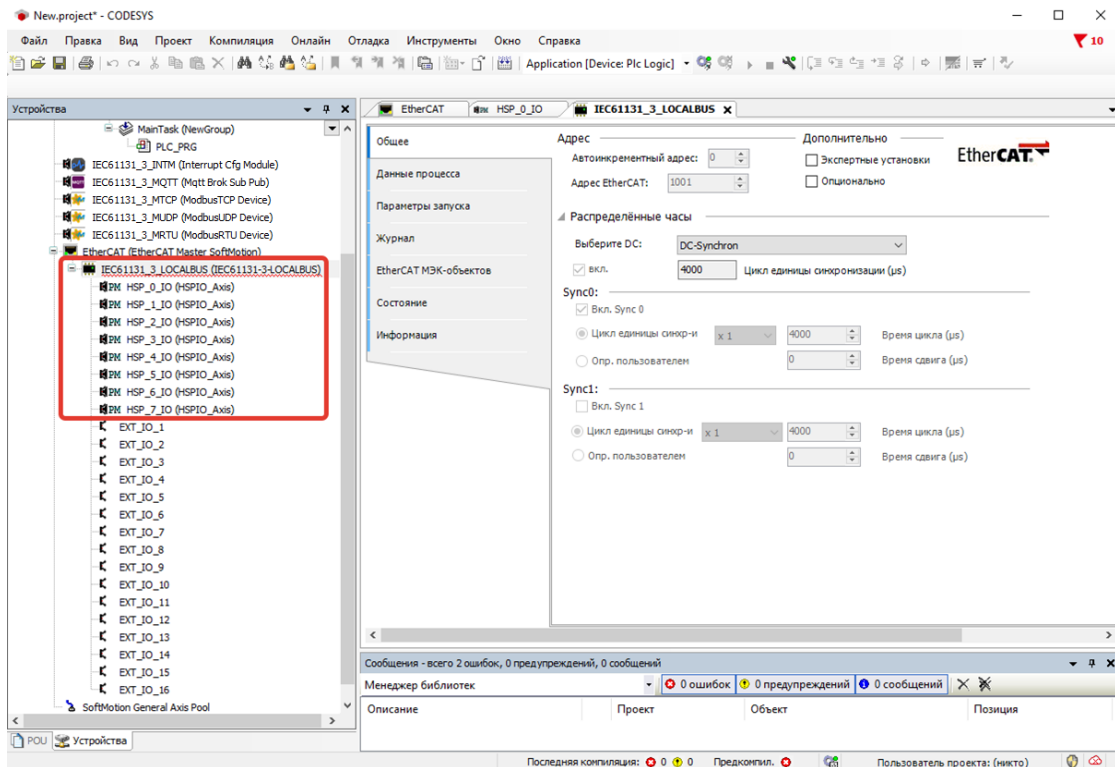 New.project* - CODESYS
Файл Правка Вид Проект Компиляция Онлайн Отладка Инструменты Окно Справка
10
Application [Device: Plc Logic]
Устройства
MainTask (NewGroup)
PLC_PRG
IEC61131_3_INTM (Interrupt Cfg Module)
IEC61131_3_MQTT (Mqtt Brok Sub Pub)
IEC61131_3_MTCP (ModbusTCP Device)
IEC61131_3_MUDP (ModbusUDP Device)
IEC61131_3_MRTU (ModbusRTU Device)
EtherCAT (EtherCAT Master SoftMotion)
IEC61131_3_LOCALBUS (IEC61131-3-LOCALBUS)
PM HSP_0_IO (HSPIO_Axis)
PM HSP_1_IO (HSPIO_Axis)
PM HSP_2_IO (HSPIO_Axis)
PM HSP_3_IO (HSPIO_Axis)
PM HSP_4_IO (HSPIO_Axis)
PM HSP_5_IO (HSPIO_Axis)
PM HSP_6_IO (HSPIO_Axis)
PM HSP_7_IO (HSPIO_Axis)
EXT_IO_1
EXT_IO_2
EXT_IO_3
EXT_IO_4
EXT_IO_5
EXT_IO_6
EXT_IO_7
EXT_IO_8
EXT_IO_9
EXT_IO_10
EXT_IO_11
EXT_IO_12
EXT_IO_13
EXT_IO_14
EXT_IO_15
EXT_IO_16
SoftMotion General Axis Pool
POU Устройства
EtherCAT HSP_0_IO IEC61131_3_LOCALBUS
Общее
Данные процесса
Параметры запуска
Журнал
EtherCAT МЭК-объектов
Состояние
Информация
Адрес
Автоинкрементный адрес: 0
Адрес EtherCAT: 1001
Дополнительно
Экспертные установки
Опционально
EtherCAT
Распределённые часы
Выберите DC: DC-Synchron
вкл. 4000 Цикл единицы синхронизации (µs)
Sync0:
Вкл. Sync 0
Цикл единицы синхр-и x 1 4000 Время цикла (µs)
Опр. пользователем 0 Время сдвига (µs)
Sync1:
Вкл. Sync 1
Цикл единицы синхр-и x 1 4000 Время цикла (µs)
Опр. пользователем 0 Время сдвига (µs)
Сообщения - всего 2 ошибок, 0 предупреждений, 0 сообщений
Менеджер библиотек 0 ошибок 0 предупреждений 0 сообщений
Описание Проект Объект Позиция
Последняя компиляция: 0 0 Предкомпил. Пользователь проекта: (никто)